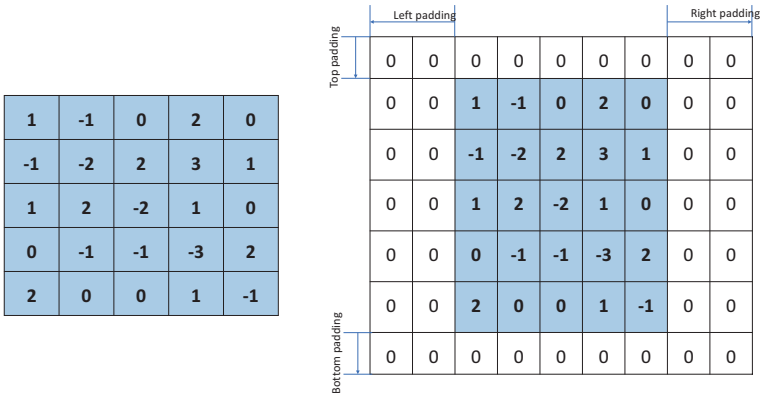 Left padding
Right padding
Top padding
1 -1 0 2 0
-1 -2 2 3 1
1 2 -2 1 0
0 -1 -1 -3 2
2 0 0 1 -1
0 0 0 0 0 0 0 0 0
0 0 1 -1 0 2 0 0 0
0 0 -1 -2 2 3 1 0 0
0 0 1 2 -2 1 0 0 0
0 0 0 -1 -1 -3 2 0 0
0 0 2 0 0 1 -1 0 0
0 0 0 0 0 0 0 0 0
Bottom padding